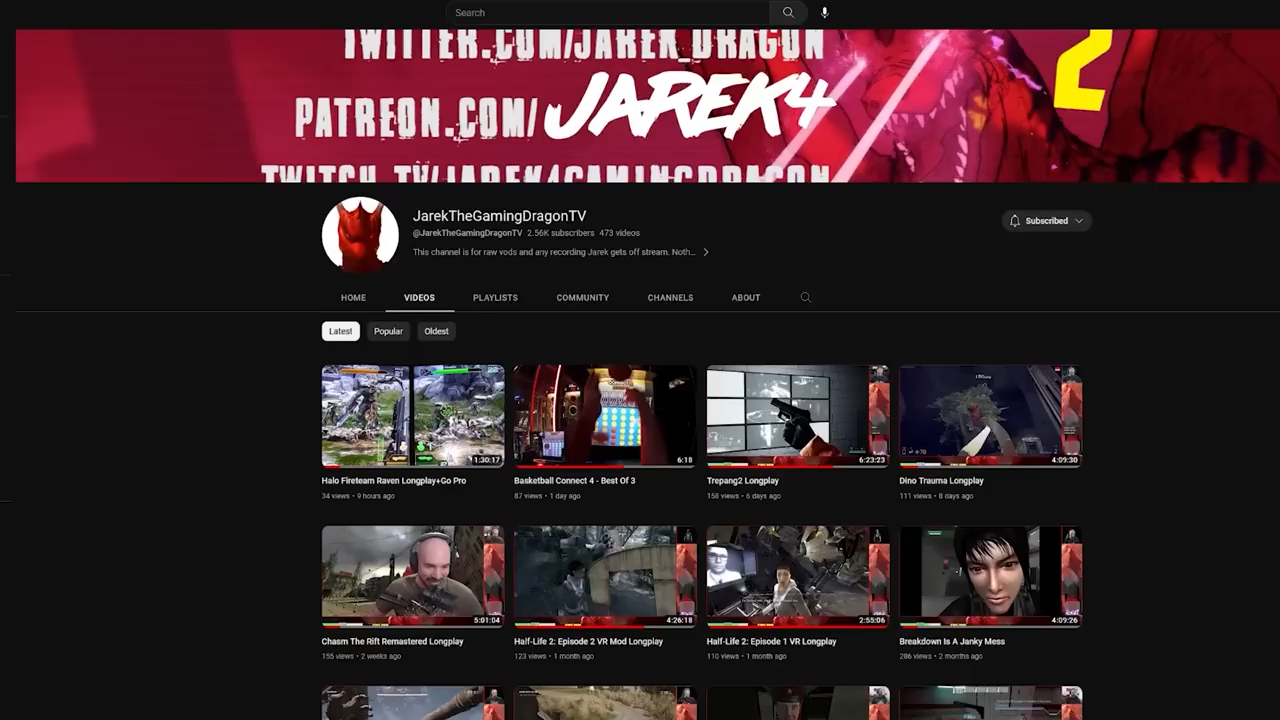 Search
TWITTER.COM/JAREK_DRAGON
PATREON.COM/JAREK4
TWITCH.TV/JAREK4GAMINGDRAGON
2
JarekTheGamingDragonTV
@JarekTheGamingDragonTV 2.56K subscribers 473 videos
This channel is for raw vods and any recording Jarek gets off stream. Noth...
Subscribed
HOME VIDEOS PLAYLISTS COMMUNITY CHANNELS ABOUT
Latest Popular Oldest
1:30:17 6:18 6:23:23 4:09:30
Halo Fireteam Raven Longplay+Go Pro Basketball Connect 4 - Best Of 3 Trepang2 Longplay Dino Trauma Longplay
34 views • 9 hours ago 87 views • 1 day ago 158 views • 6 days ago 111 views • 8 days ago
5:01:04 4:26:18 2:55:06 4:09:26
Chasm The Rift Remastered Longplay Half-Life 2: Episode 2 VR Mod Longplay Half-Life 2: Episode 1 VR Longplay Breakdown Is A Janky Mess
155 views • 2 weeks ago 123 views • 1 month ago 110 views • 1 month ago 286 views • 2 months ago